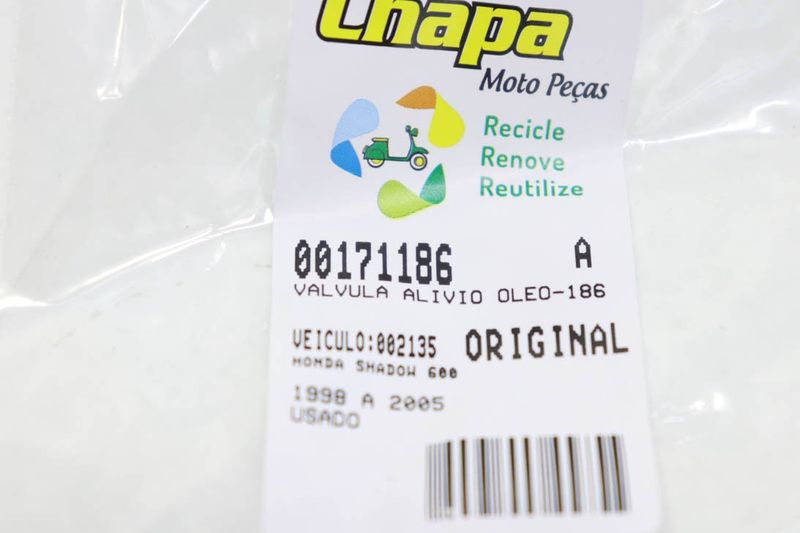 Chapa
Moto Peças
Recicle
Renove
Reutilize
00171186 A
VALVULA ALIVIO OLEO-186
VEICULO:002135 ORIGINAL
HONDA SHADOW 600
1998 A 2005
USADO